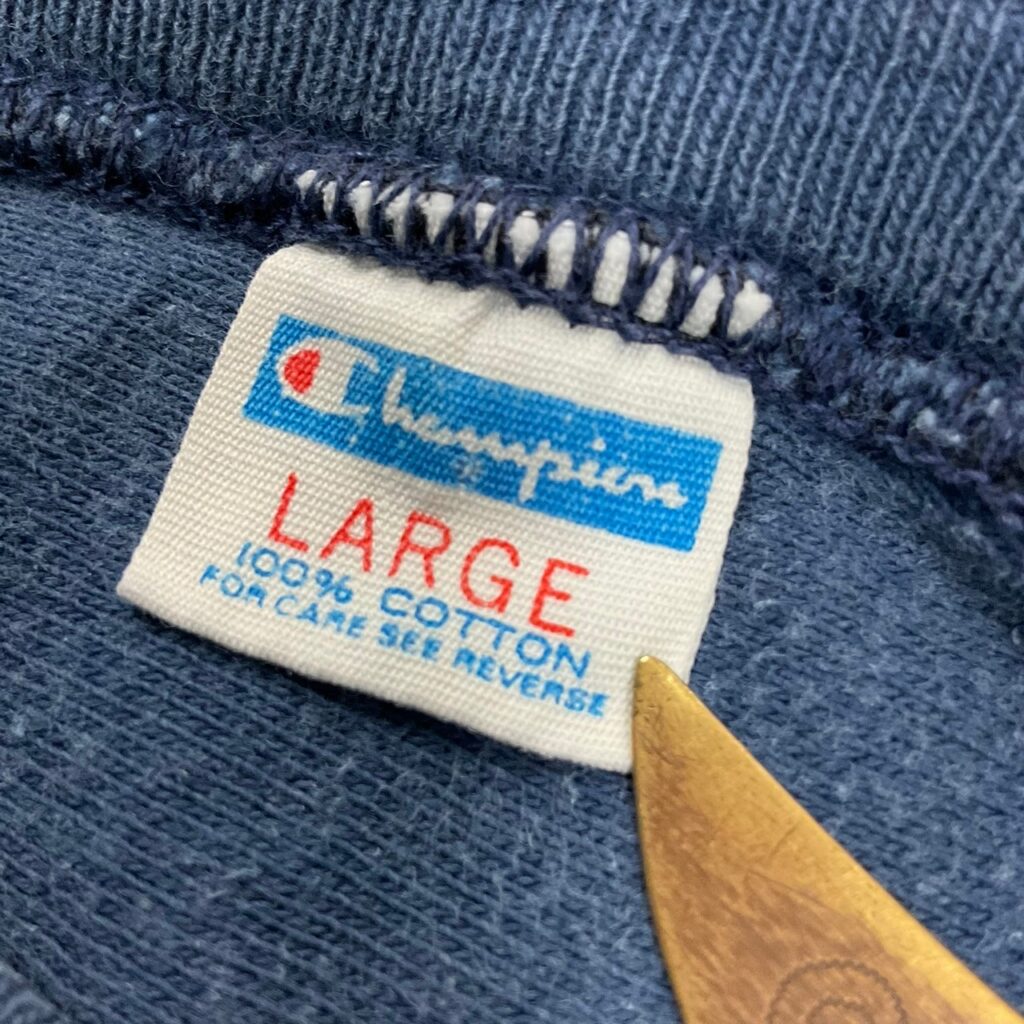 Champion
LARGE
100% COTTON
FOR CARE SEE REVERSE